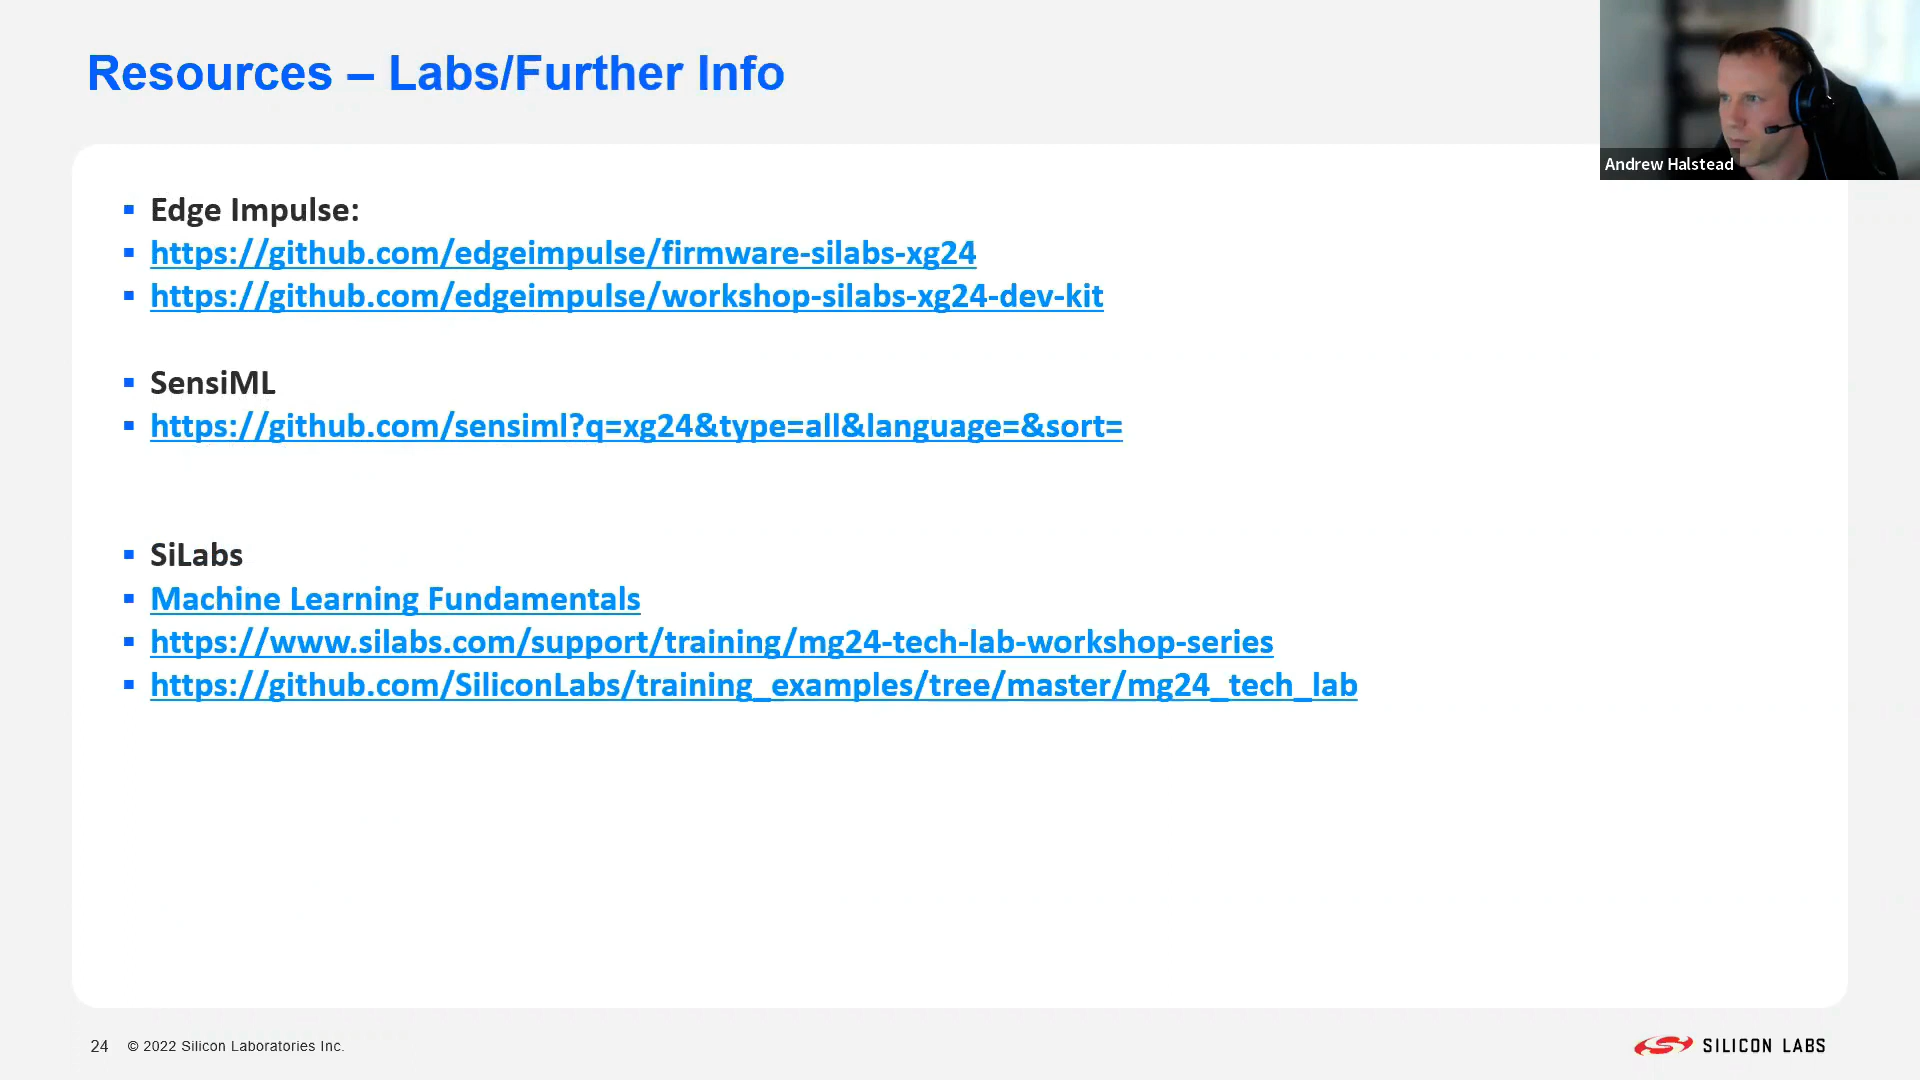 Resources – Labs/Further Info
Andrew Halstead
Edge Impulse:
https://github.com/edgeimpulse/firmware-silabs-xg24
https://github.com/edgeimpulse/workshop-silabs-xg24-dev-kit
SensiML
https://github.com/sensiml?q=xg24&type=all&language=&sort=
SiLabs
Machine Learning Fundamentals
https://www.silabs.com/support/training/mg24-tech-lab-workshop-series
https://github.com/SiliconLabs/training_examples/tree/master/mg24_tech_lab
24 © 2022 Silicon Laboratories Inc.
SILICON LABS